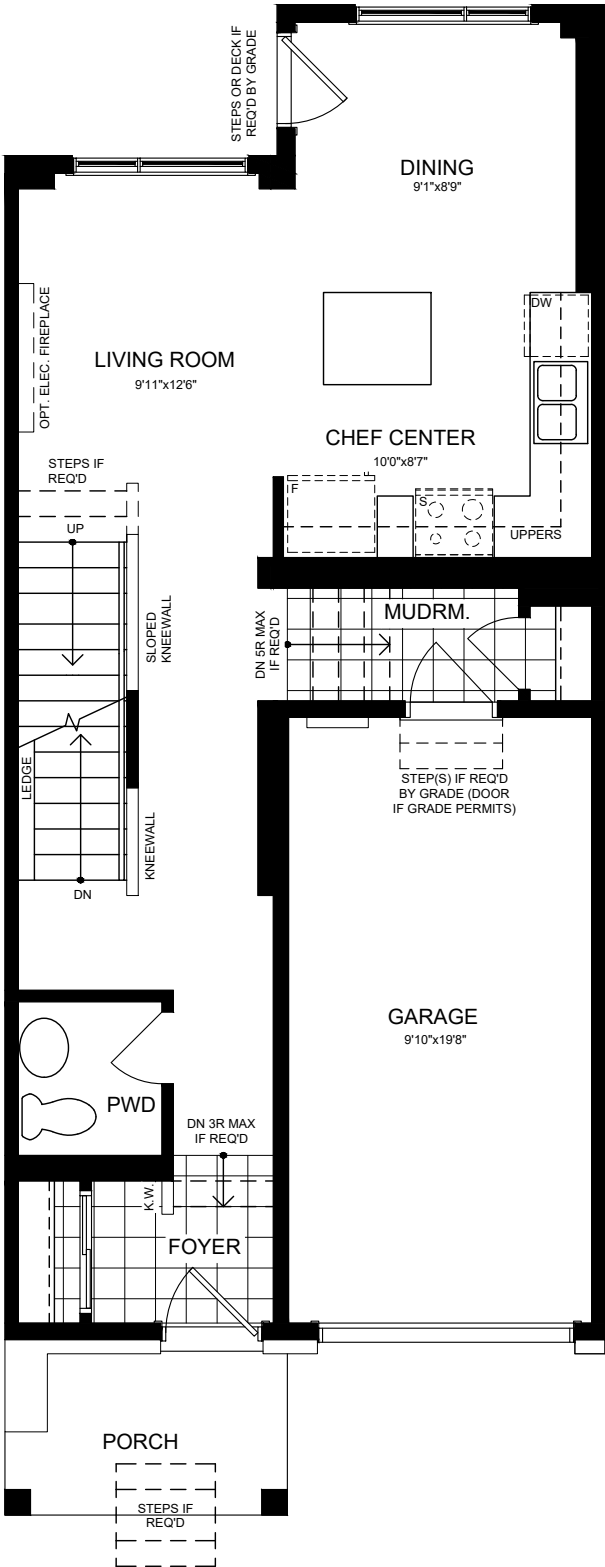 STEPS OR DECK IF
REQ'D BY GRADE
DINING
9'1"x8'9"
DW
OPT. ELEC. FIREPLACE
LIVING ROOM
9'11"x12'6"
CHEF CENTER
10'0"x8'7"
STEPS IF
REQ'D
F
S
UPPERS
UP
SLOPED
KNEEWALL
DN 5R MAX
IF REQ'D
MUDRM.
LEDGE
STEP(S) IF REQ'D
BY GRADE (DOOR
IF GRADE PERMITS)
KNEEWALL
DN
GARAGE
9'10"x19'8"
PWD
DN 3R MAX
IF REQ'D
K.W.
FOYER
PORCH
STEPS IF
REQ'D